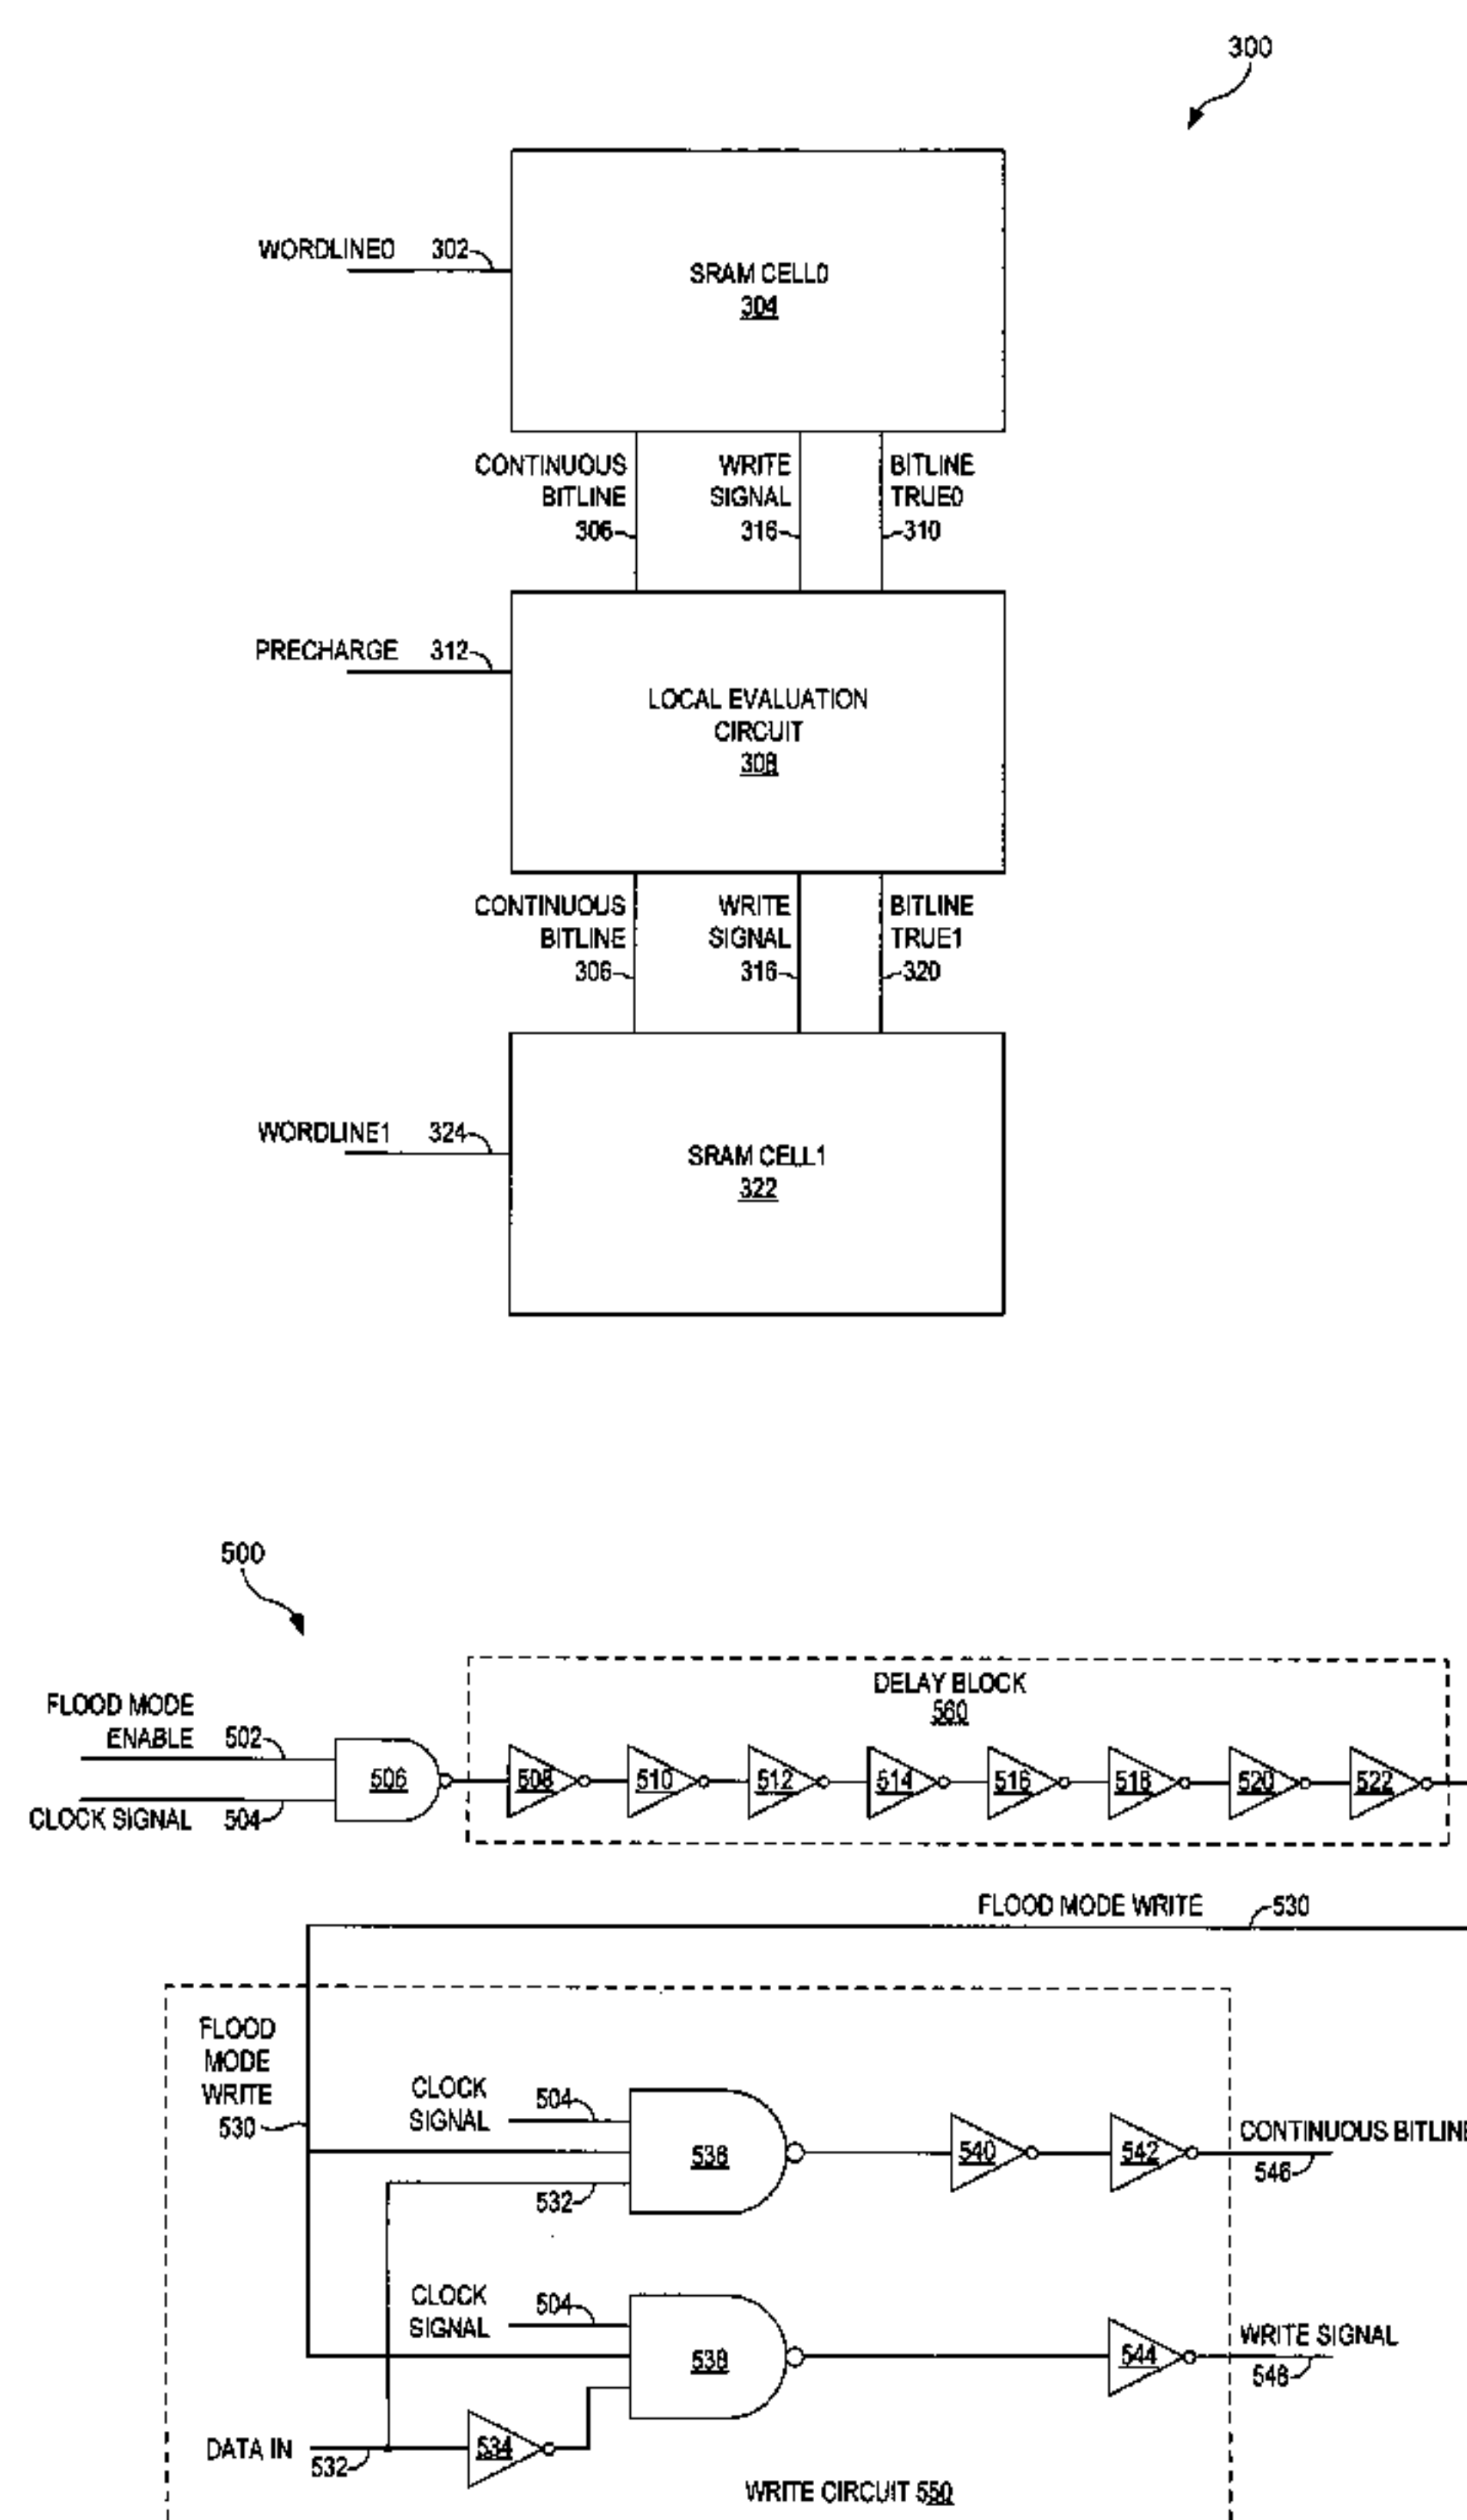 300
WORDLINE0 302
SRAM CELL0
304
CONTINUOUS
BITLINE
306
WRITE
SIGNAL
316
BITLINE
TRUE0
310
PRECHARGE 312
LOCAL EVALUATION
CIRCUIT
308
CONTINUOUS
BITLINE
306
WRITE
SIGNAL
316
BITLINE
TRUE1
320
WORDLINE1 324
SRAM CELL1
322
500
DELAY BLOCK
560
FLOOD MODE
ENABLE 502
CLOCK SIGNAL 504
506
508
510
512
514
516
518
520
522
FLOOD MODE WRITE 530
FLOOD
MODE
WRITE
530
CLOCK
SIGNAL
504
532
536
540
542
CONTINUOUS BITLINE
546
CLOCK
SIGNAL
504
538
544
WRITE SIGNAL
548
DATA IN
532
534
WRITE CIRCUIT 550